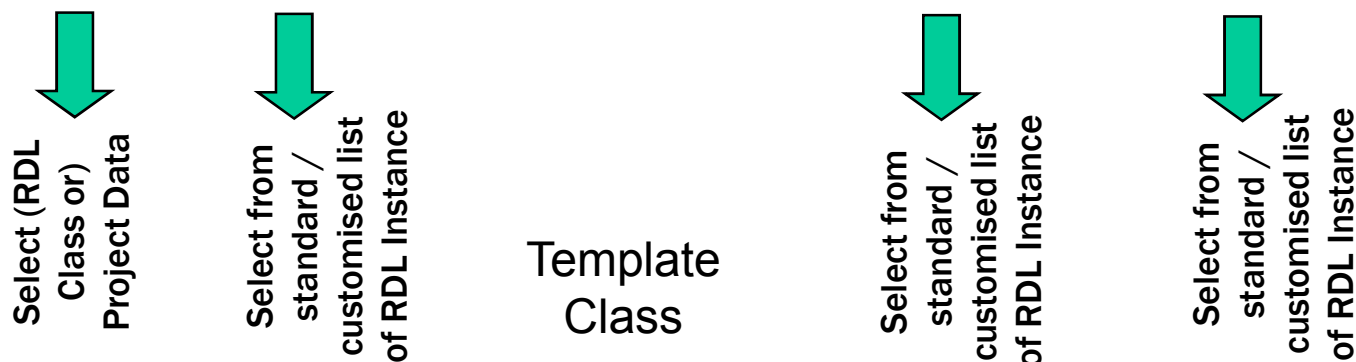 Select (RDL
Class or)
Project Data
Select from
standard /
customised list
of RDL Instance
Template
Class
Select from
standard /
customised list
of RDL Instance
Select from
standard /
customised list
of RDL Instance